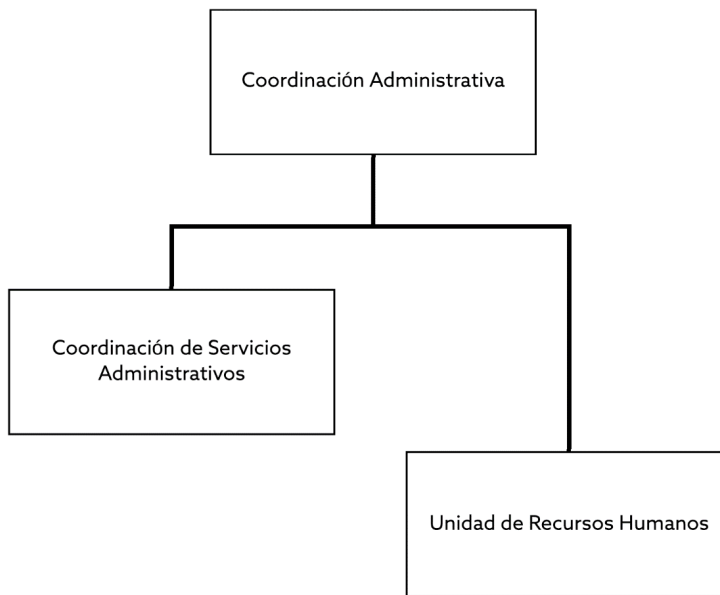 Coordinación Administrativa
Coordinación de Servicios
Administrativos
Unidad de Recursos Humanos